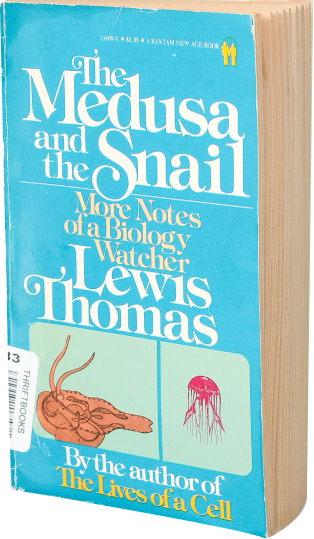 ★ A BANTAM NEW AGE BOOK
The
Medusa
and
the Snail
More Notes
of a Biology
Watcher
Lewis
Thomas
33
THRIFTBOOKS
By the author of
The Lives of a Cell